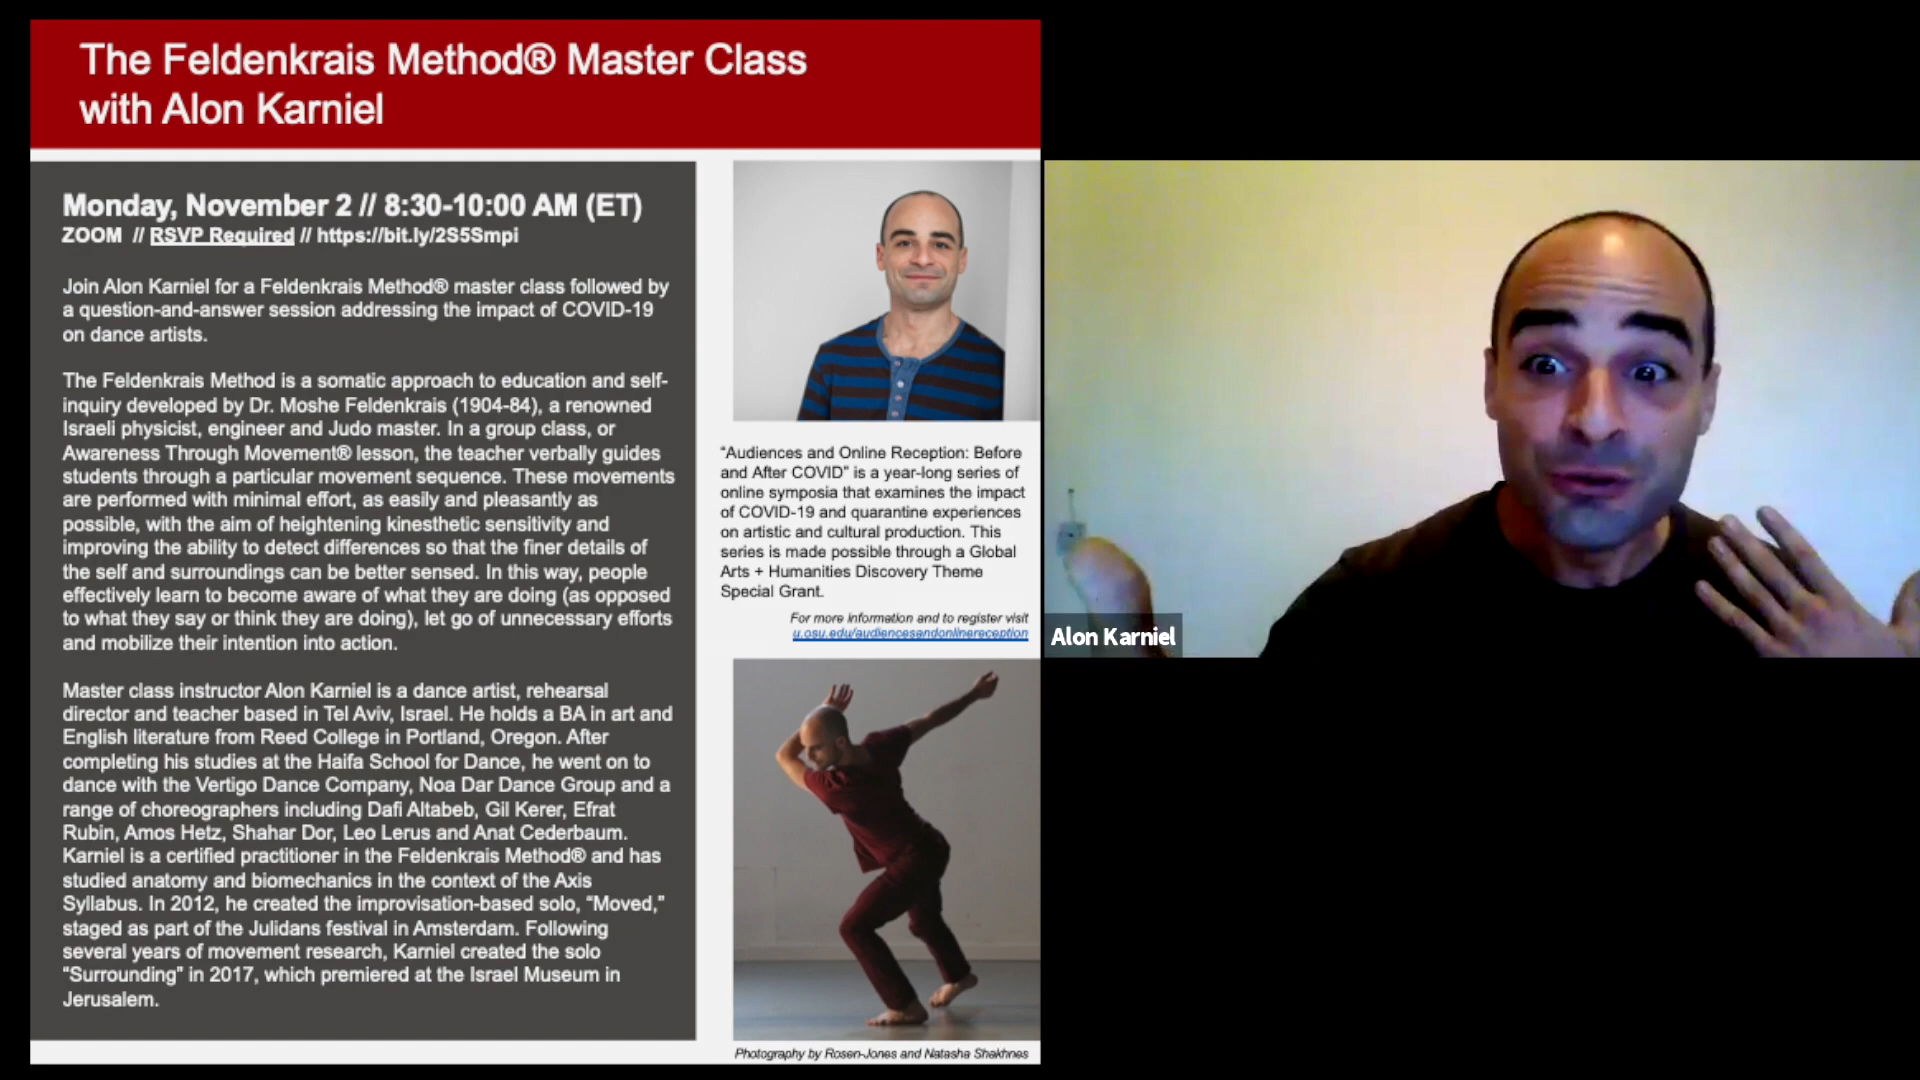 The Feldenkrais Method® Master Class
with Alon Karniel
Monday, November 2 // 8:30-10:00 AM (ET)
ZOOM // RSVP Required // https://bit.ly/2S5Smpi
Join Alon Karniel for a Feldenkrais Method® master class followed by
a question-and-answer session addressing the impact of COVID-19
on dance artists.
The Feldenkrais Method is a somatic approach to education and self-
inquiry developed by Dr. Moshe Feldenkrais (1904-84), a renowned
Israeli physicist, engineer and Judo master. In a group class, or
Awareness Through Movement® lesson, the teacher verbally guides
students through a particular movement sequence. These movements
are performed with minimal effort, as easily and pleasantly as
possible, with the aim of heightening kinesthetic sensitivity and
improving the ability to detect differences so that the finer details of
the self and surroundings can be better sensed. In this way, people
effectively learn to become aware of what they are doing (as opposed
to what they say or think they are doing), let go of unnecessary efforts
and mobilize their intention into action.
Master class instructor Alon Karniel is a dance artist, rehearsal
director and teacher based in Tel Aviv, Israel. He holds a BA in art and
English literature from Reed College in Portland, Oregon. After
completing his studies at the Haifa School for Dance, he went on to
dance with the Vertigo Dance Company, Noa Dar Dance Group and a
range of choreographers including Dafi Altabeb, Gil Kerer, Efrat
Rubin, Amos Hetz, Shahar Dor, Leo Lerus and Anat Cederbaum.
Karniel is a certified practitioner in the Feldenkrais Method® and has
studied anatomy and biomechanics in the context of the Axis
Syllabus. In 2012, he created the improvisation-based solo, “Moved,”
staged as part of the Julidans festival in Amsterdam. Following
several years of movement research, Karniel created the solo
“Surrounding” in 2017, which premiered at the Israel Museum in
Jerusalem.
“Audiences and Online Reception: Before
and After COVID” is a year-long series of
online symposia that examines the impact
of COVID-19 and quarantine experiences
on artistic and cultural production. This
series is made possible through a Global
Arts + Humanities Discovery Theme
Special Grant.
For more information and to register visit
u.osu.edu/audiencesandonlinereception
Photography by Rosen-Jones and Natasha Shakhnes
Alon Karniel